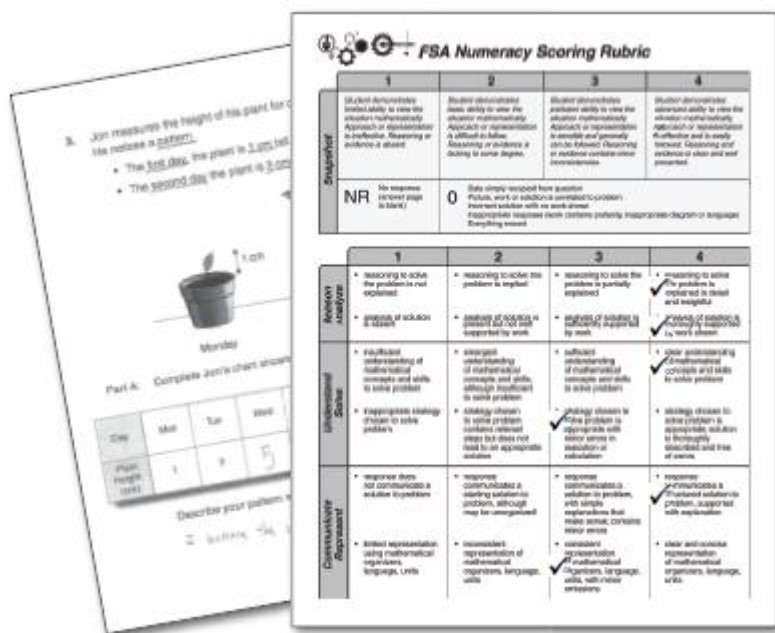 3. Jon measures the height of his plant for
He notices a pattern.
• The first day, the plant is 1 cm tall
• The second day the plant is 3 cm
1 cm
Monday
Part A: Complete Jon's chart
Day Mon Tue Wed
Plant height (cm) 1 3 5
Describe your pattern
I
FSA Numeracy Scoring Rubric
1 2 3 4
Snapshot
Student demonstrates limited ability to view the situation mathematically. Approach or representation is ineffective. Reasoning or evidence is absent.
Student demonstrates basic ability to view the situation mathematically. Approach or representation is difficult to follow. Reasoning or evidence is lacking to some degree.
Student demonstrates proficient ability to view the situation mathematically. Approach or representation is sensible and generally can be followed. Reasoning or evidence contains minor inconsistencies.
Student demonstrates advanced ability to view the situation mathematically. Approach or representation is effective and is easily followed. Reasoning and evidence is clear and well presented.
NR No response (answer page is blank)
0 Data simply recopied from question
Picture, work or solution is unrelated to problem
Incorrect solution with no work shown
Inappropriate response (work contains profanity, inappropriate diagram or language)
Everything erased
1 2 3 4
Analyze
• reasoning to solve the problem is not explained
• reasoning to solve the problem is implied
• reasoning to solve the problem is partially explained
• reasoning to solve the problem is explained in detail and insightful
• analysis of solution is absent
• analysis of solution is present but not well supported by work
• analysis of solution is sufficiently supported by work
• analysis of solution is thoroughly supported by work shown
Understand
Solve
• insufficient understanding of mathematical concepts and skills to solve problem
• emergent understanding of mathematical concepts and skills, although insufficient to solve problem
• sufficient understanding of mathematical concepts and skills to solve problem
• clear understanding of mathematical concepts and skills to solve problem
• inappropriate strategy chosen to solve problem
• strategy chosen to solve problem contains relevant steps but does not lead to an appropriate solution
• strategy chosen to solve problem is appropriate with minor errors in execution or calculation
• strategy chosen to solve problem is appropriate, solution is thoroughly described and free of errors
Communicate
Represent
• response does not communicate a solution to problem
• response communicates a starting solution to problem, although may be unorganized
• response communicates a solution to problem, with simple explanations that make sense; contains minor errors
• response communicates a structured solution to problem, supported with explanation
• limited representation using mathematical organizers, language, units
• inconsistent representation of mathematical organizers, language, units
• consistent representation of mathematical organizers, language, units, with minor omissions
• clear and concise representation of mathematical organizers, language, units